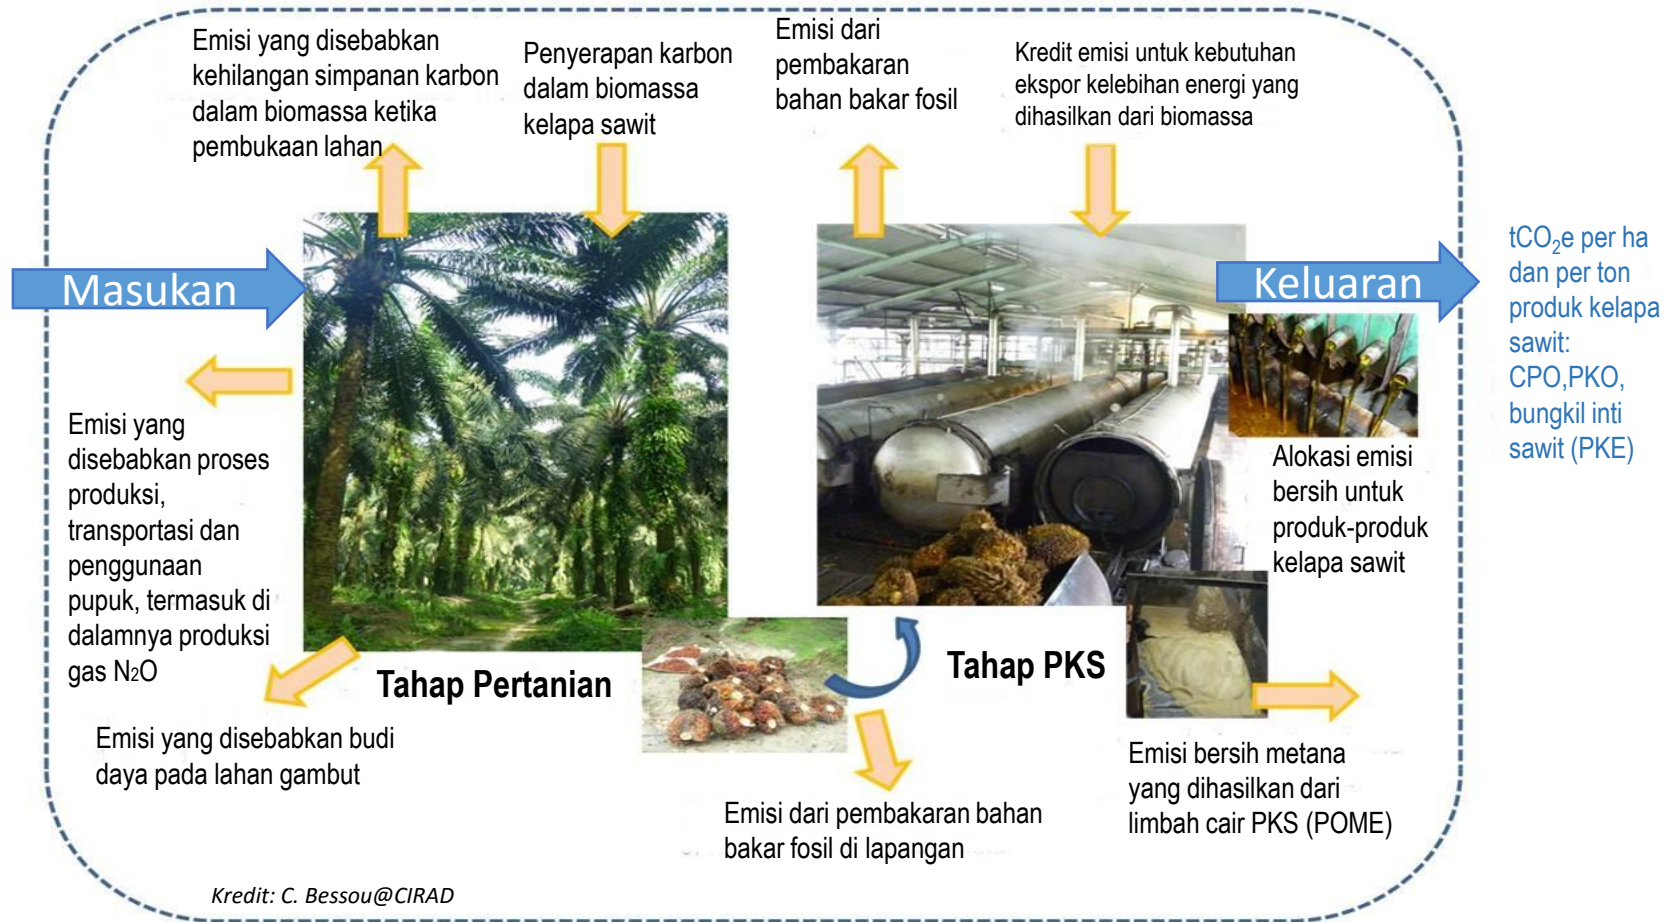 Emisi yang disebabkan
kehilangan simpanan karbon
dalam biomassa ketika
pembukaan lahan
Penyerapan karbon
dalam biomassa
kelapa sawit
Emisi dari
pembakaran
bahan bakar fosil
Kredit emisi untuk kebutuhan
ekspor kelebihan energi yang
dihasilkan dari biomassa
Masukan
Keluaran
tCO₂e per ha
dan per ton
produk kelapa
sawit:
CPO,PKO,
bungkil inti
sawit (PKE)
Emisi yang
disebabkan proses
produksi,
transportasi dan
penggunaan
pupuk, termasuk di
dalamnya produksi
gas N2O
Alokasi emisi
bersih untuk
produk-produk
kelapa sawit
Tahap Pertanian
Tahap PKS
Emisi yang disebabkan budi
daya pada lahan gambut
Emisi dari pembakaran bahan
bakar fosil di lapangan
Emisi bersih metana
yang dihasilkan dari
limbah cair PKS (POME)
Kredit: C. Bessou@CIRAD